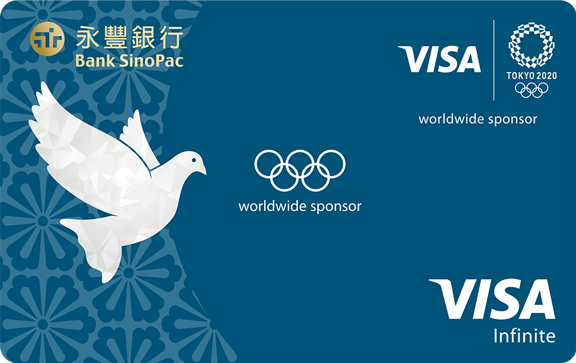 永豐銀行
Bank SinoPac
VISA
TOKYO 2020
worldwide sponsor
worldwide sponsor
VISA
Infinite